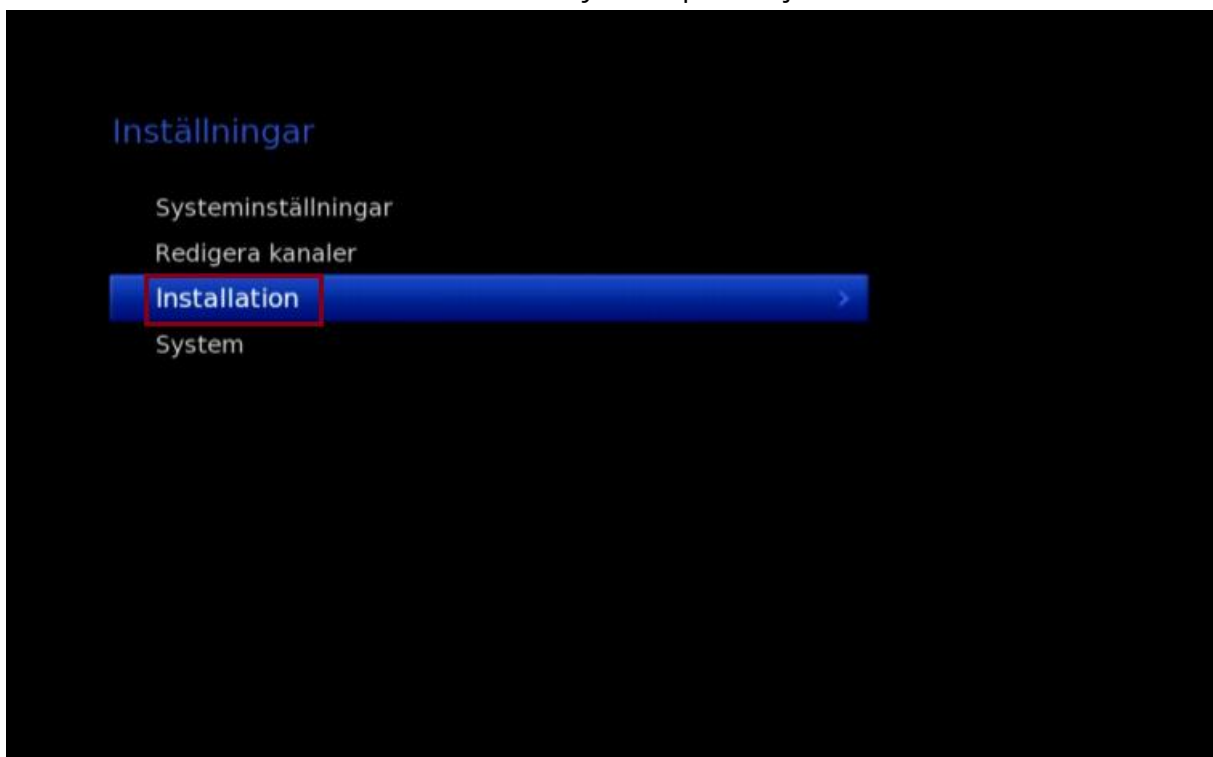 Inställningar
Systeminställningar
Redigera kanaler
Installation
System